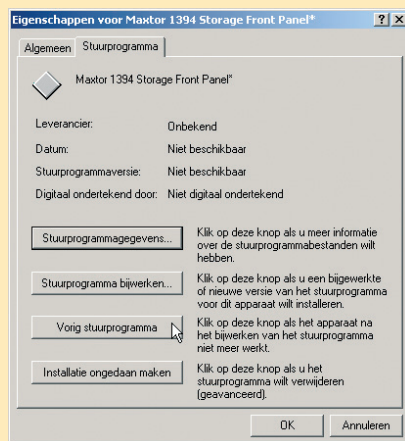 Eigenschappen voor Maxtor 1394 Storage Front Panel*
Algemeen
Stuurprogramma
Maxtor 1394 Storage Front Panel*
Leverancier: Onbekend
Datum: Niet beschikbaar
Stuurprogrammaversie: Niet beschikbaar
Digitaal ondertekend door: Niet digitaal ondertekend
Stuurprogrammagegevens...
Klik op deze knop als u meer informatie
over de stuurprogrammabestanden wilt
hebben.
Stuurprogramma bijwerken...
Klik op deze knop als u een bijgewerkte
of nieuwe versie van het stuurprogramma
voor dit apparaat wilt installeren.
Vorig stuurprogramma
Klik op deze knop als het apparaat na
het bijwerken van het stuurprogramma
niet meer werkt.
Installatie ongedaan maken
Klik op deze knop als u het
stuurprogramma wilt verwijderen
(geavanceerd).
OK
Annuleren